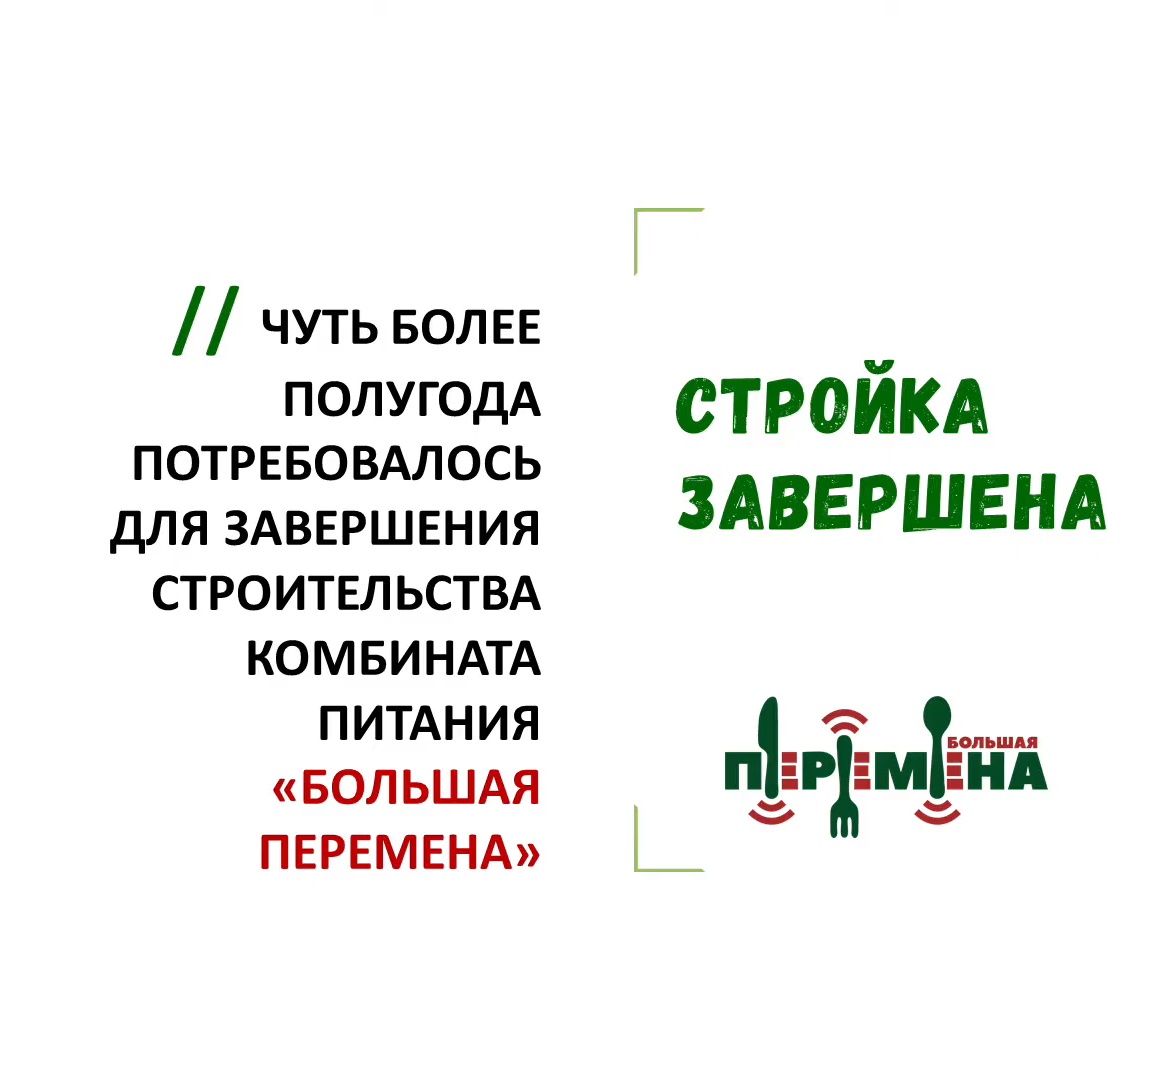 // ЧУТЬ БОЛЕЕ
ПОЛУГОДА
ПОТРЕБОВАЛОСЬ
ДЛЯ ЗАВЕРШЕНИЯ
СТРОИТЕЛЬСТВА
КОМБИНАТА
ПИТАНИЯ
«БОЛЬШАЯ
ПЕРЕМЕНА»
СТРОЙКА
ЗАВЕРШЕНА
БОЛЬШАЯ
ПЕРЕМЕНА